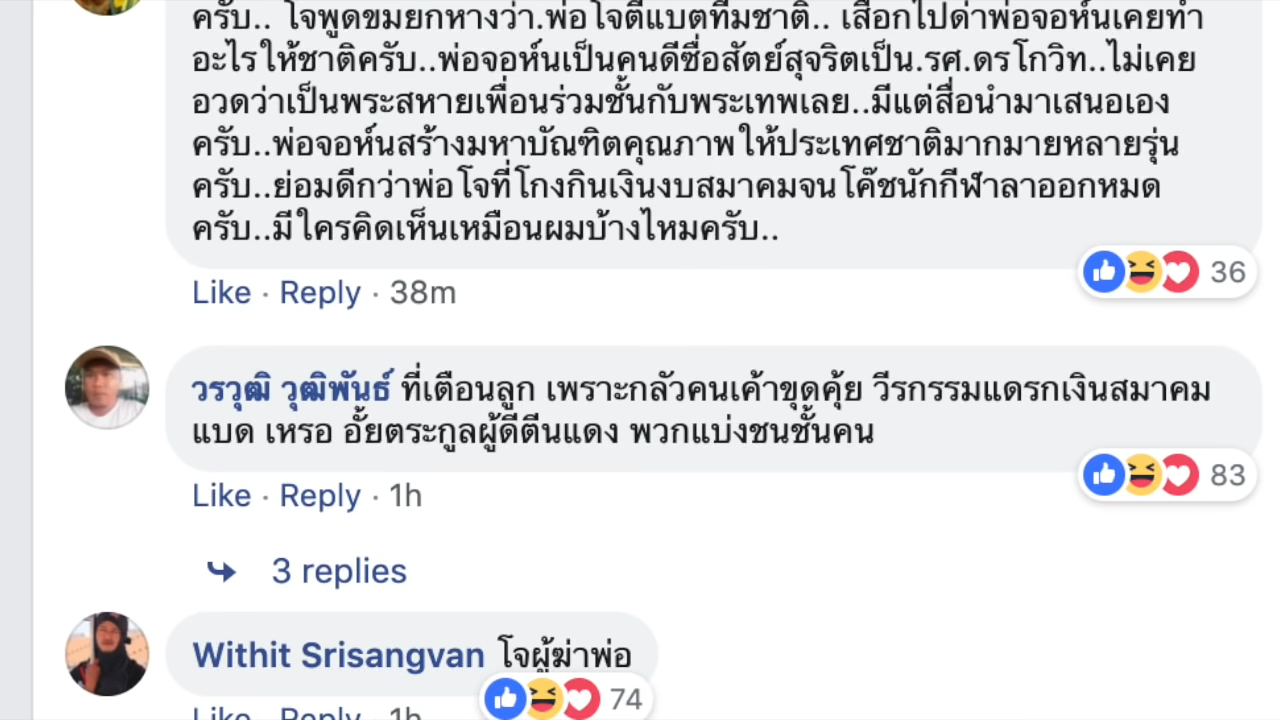 ครับ.. โจพูดขมยกหางว่า.พ่อโจตีแบตทีมชาติ.. เสือกไปด่าพ่อจอห์นเคยทำ
อะไรให้ชาติครับ..พ่อจอห์นเป็นคนดีซื่อสัตย์สุจริตเป็น.รศ.ดรโกวิท..ไม่เคย
อวดว่าเป็นพระสหายเพื่อนร่วมชั้นกับพระเทพเลย..มีแต่สื่อนำมาเสนอเอง
ครับ..พ่อจอห์นสร้างมหาบัณฑิตคุณภาพให้ประเทศชาติมากมายหลายรุ่น
ครับ..ย่อมดีกว่าพ่อโจที่โกงกินเงินงบสมาคมจนโค๊ชนักกีฬาลาออกหมด
ครับ..มีใครคิดเห็นเหมือนผมบ้างไหมครับ..
36
Like · Reply · 38m
วรวุฒิ วุฒิพันธ์ ที่เตือนลูก เพราะกลัวคนเค้าขุดคุ้ย วีรกรรมแดรกเงินสมาคม
แบด เหรอ อั้ยตระกูลผู้ดีตีนแดง พวกแบ่งชนชั้นคน
83
Like · Reply · 1h
3 replies
Withit Srisangvan โจผู้ฆ่าพ่อ
74
Like · Reply · 1h